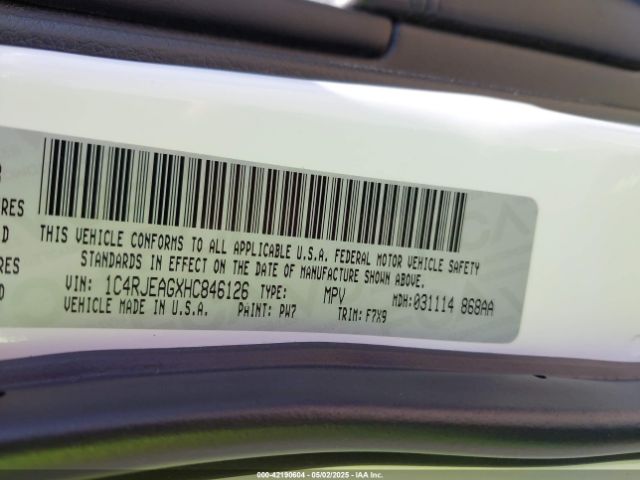 RES
D
RES
D
THIS VEHICLE CONFORMS TO ALL APPLICABLE U.S.A. FEDERAL MOTOR VEHICLE SAFETY
STANDARDS IN EFFECT ON THE DATE OF MANUFACTURE SHOWN ABOVE.
VIN: 1C4RJEAGXHC846126 TYPE: MPV MDH:031114 868AA
VEHICLE MADE IN U.S.A. PAINT: PW7 TRIM: F7X9
000-42190604 - 05/02/2025 - IAA Inc.